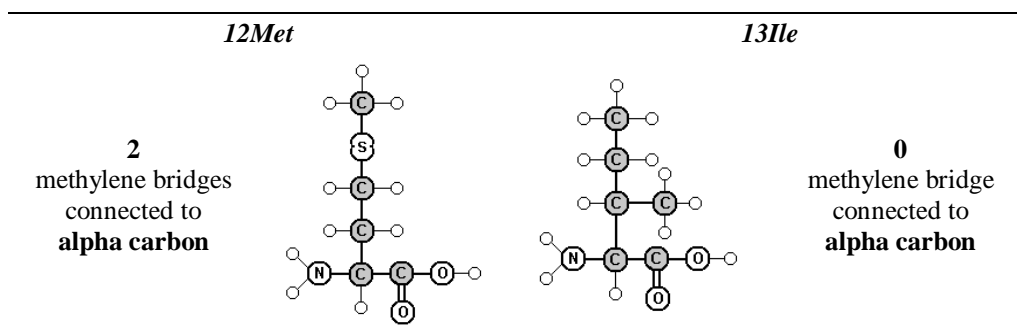 12Met
13Ile
2
methylene bridges
connected to
alpha carbon
C
S
C
C
N C C O
O
C
C
C C
N C C O
O
0
methylene bridge
connected to
alpha carbon